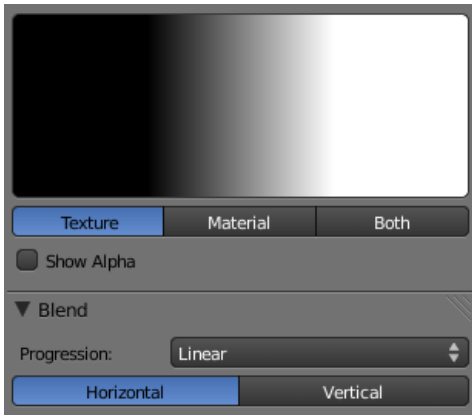 Texture Material Both
Show Alpha
Blend
Progression: Linear
Horizontal Vertical